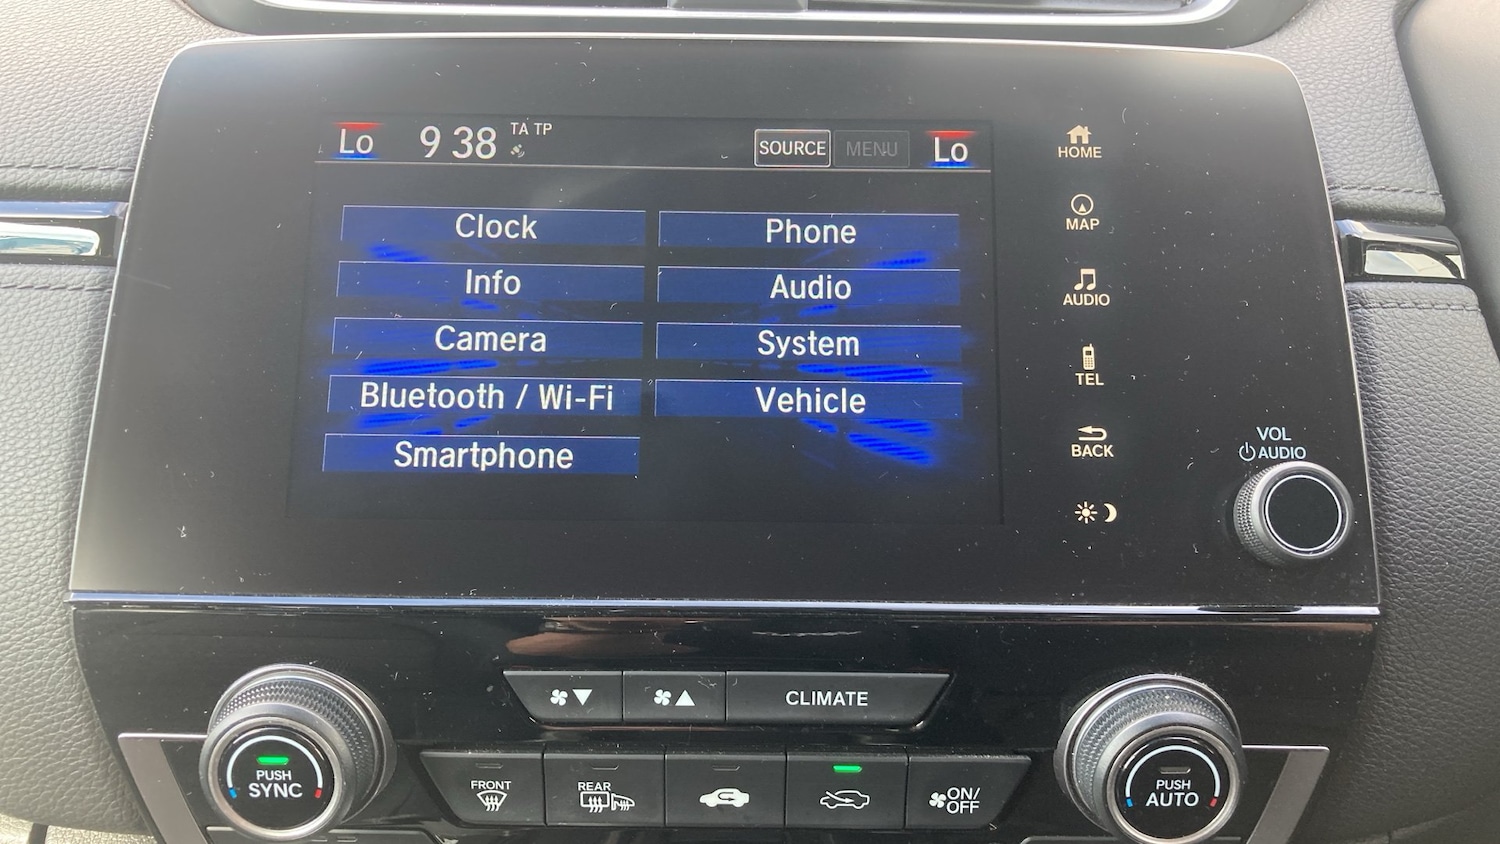 Lo 9 38 TA TP SOURCE MENU Lo
Clock
Phone
Info
Audio
Camera
System
Bluetooth / Wi-Fi
Vehicle
Smartphone
HOME
MAP
AUDIO
TEL
BACK
VOL
AUDIO
CLIMATE
PUSH
SYNC
FRONT
REAR
ON/
OFF
PUSH
AUTO